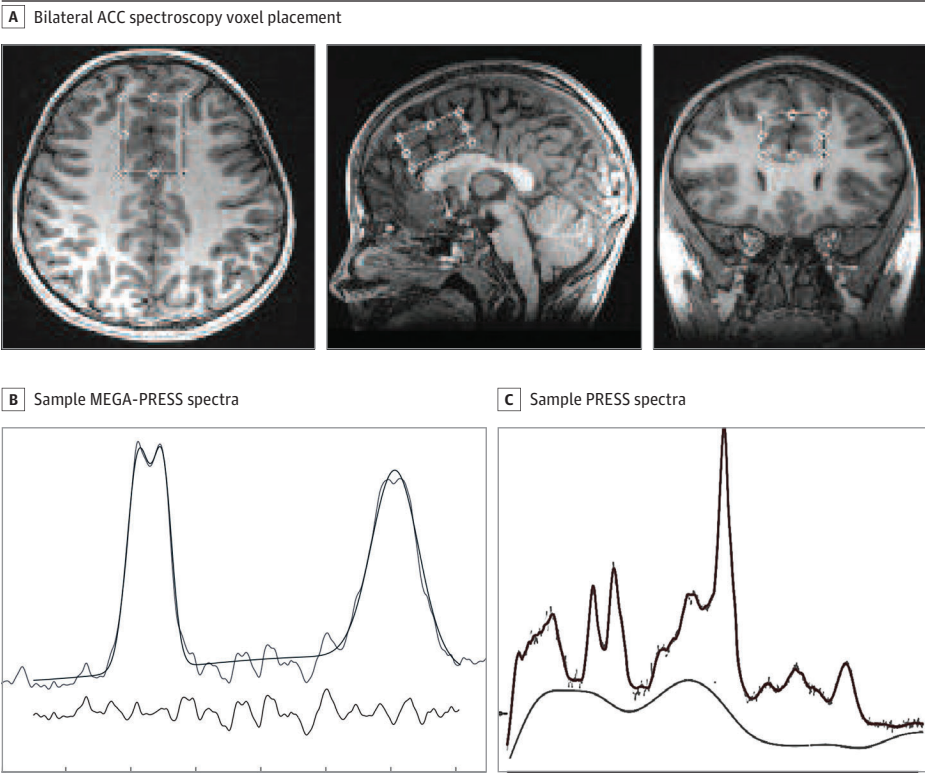 A Bilateral ACC spectroscopy voxel placement
B Sample MEGA-PRESS spectra
C Sample PRESS spectra